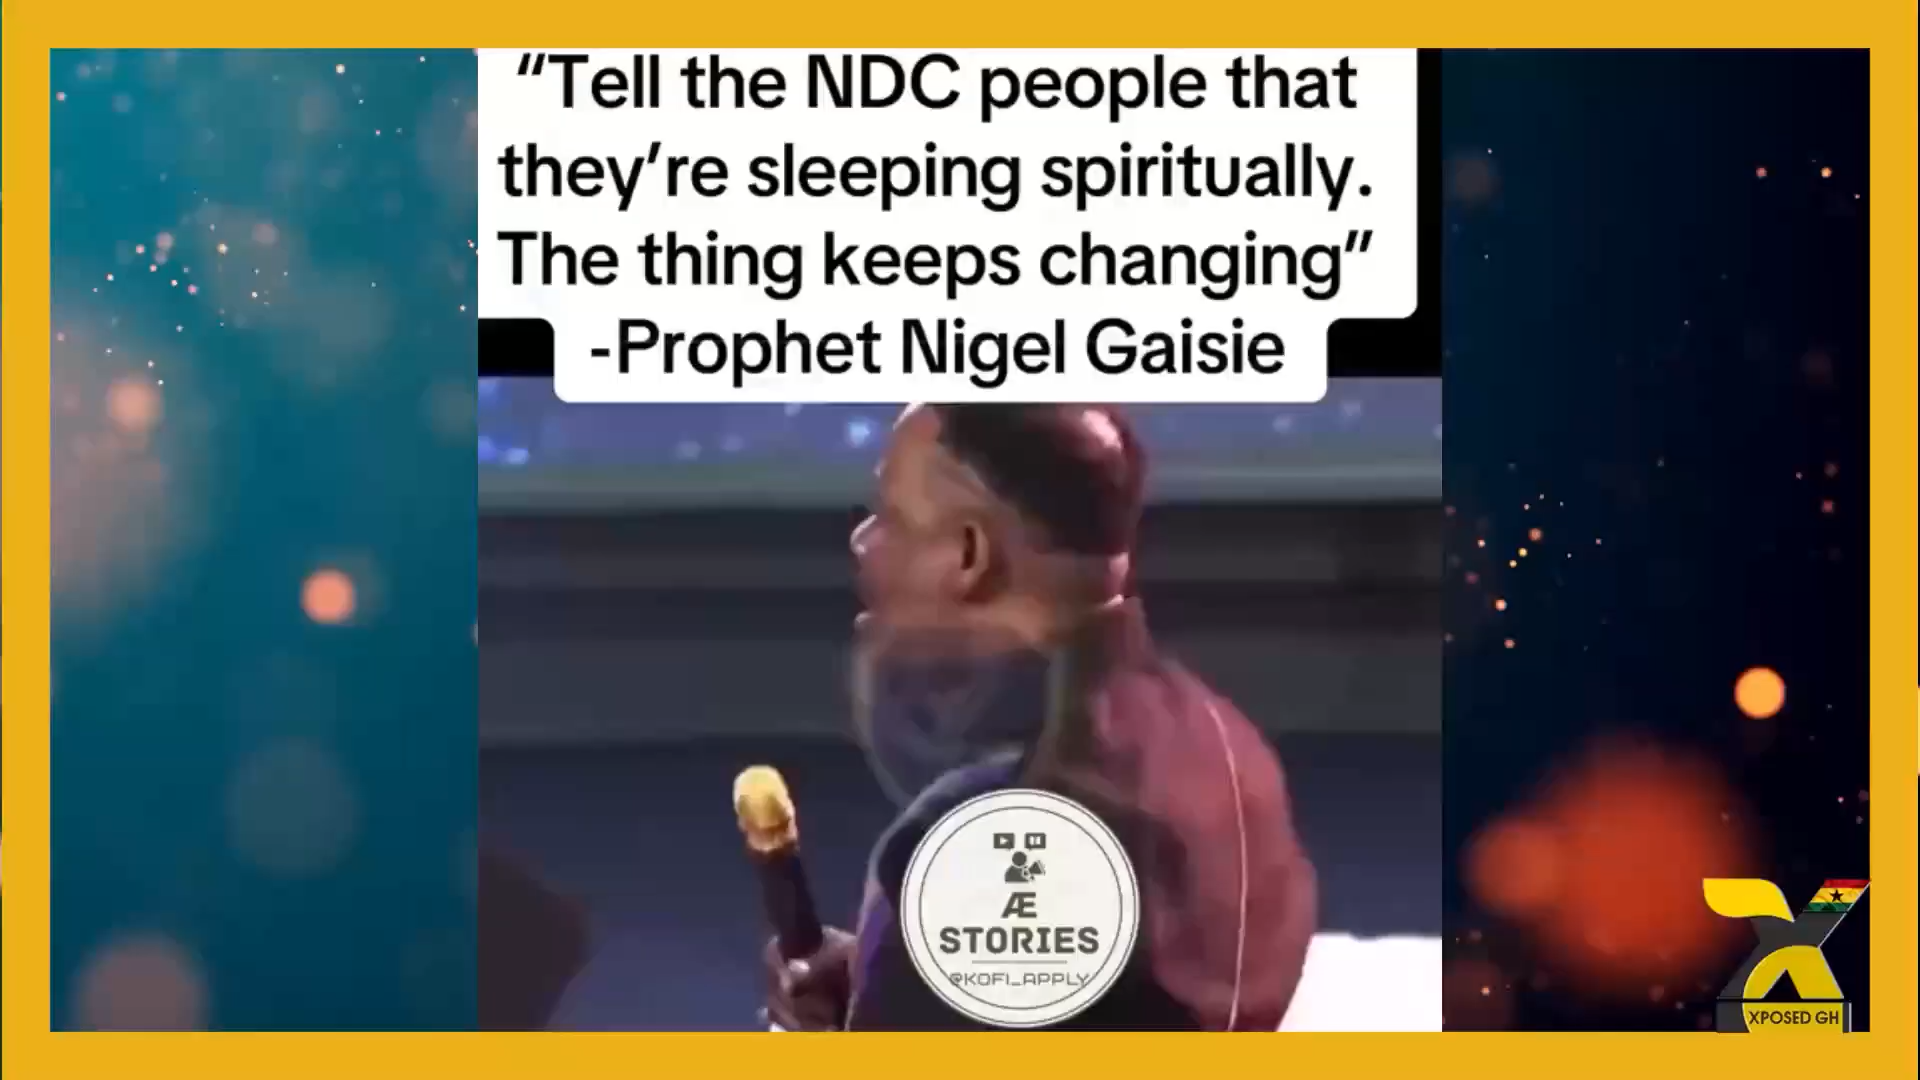 “Tell the NDC people that
they’re sleeping spiritually.
The thing keeps changing”
-Prophet Nigel Gaisie
Æ
STORIES
@KOFI_APPLY
XPOSED GH